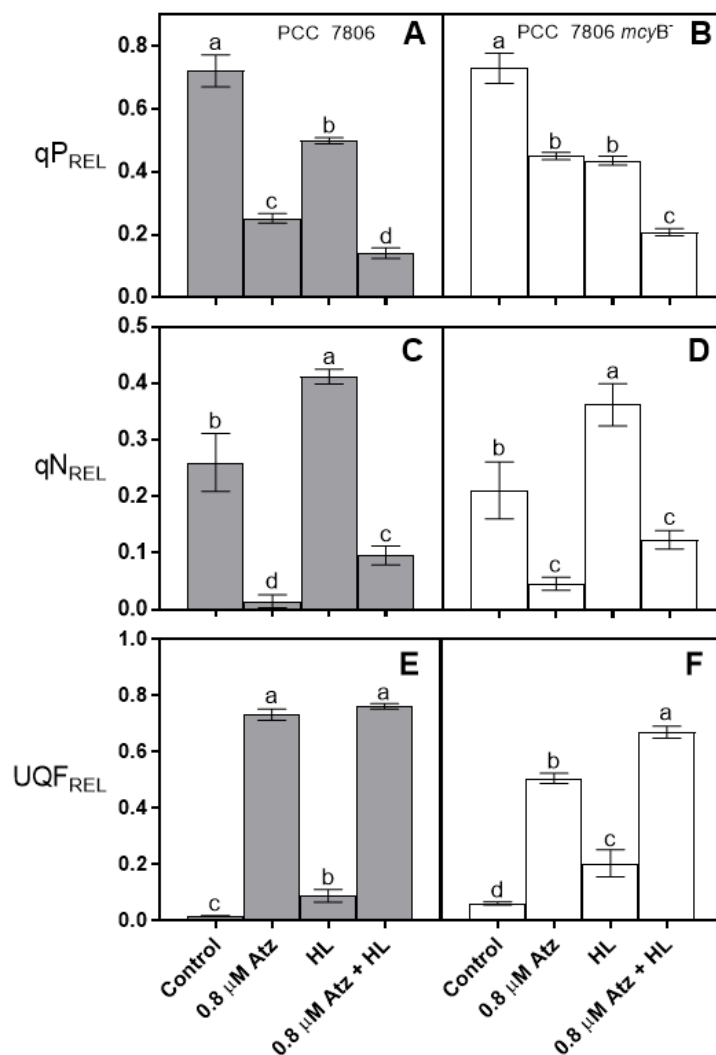 PCC 7806
A
PCC 7806 mcyB-
B
qPREL
0.8
0.6
0.4
0.2
0.0
a
c
b
d
a
b
b
c
C
D
qNREL
0.5
0.4
0.3
0.2
0.1
0.0
b
d
a
c
b
c
a
c
E
F
UQFREL
1.0
0.8
0.6
0.4
0.2
0.0
c
a
b
a
d
b
c
a
Control
0.8 μM Atz
HL
0.8 μM Atz + HL
Control
0.8 μM Atz
HL
0.8 μM Atz + HL